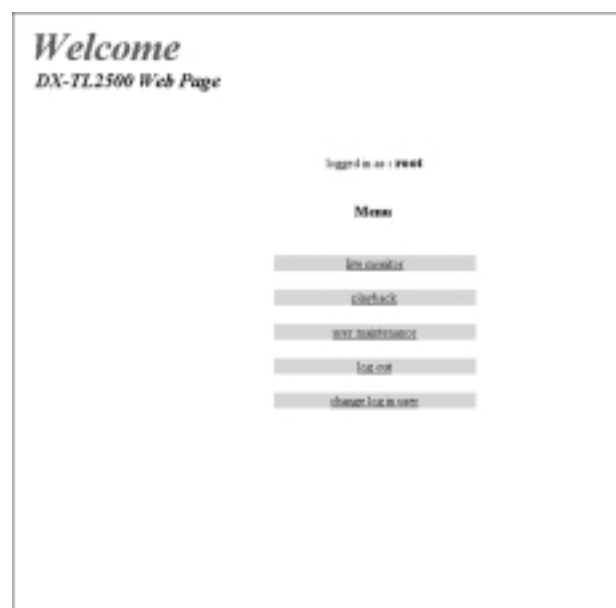 Welcome
DX-TL2500 Web Page
logged in as : root
Menu
live monitor
playback
user maintenance
log out
change log in user